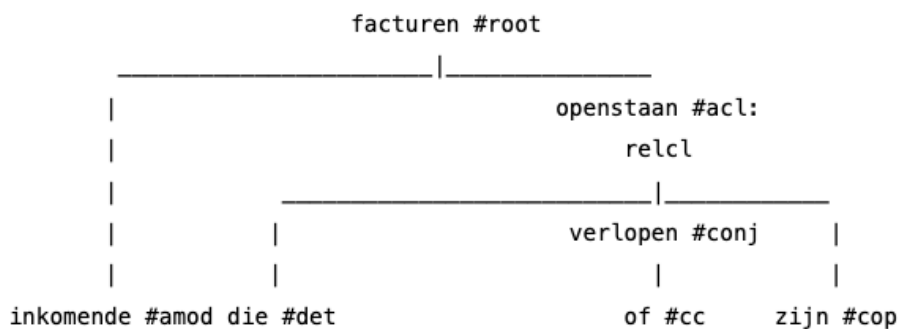 facturen #root
openstaan #acl:
relcl
verlopen #conj
inkomende #amod die #det of #cc zijn #cop